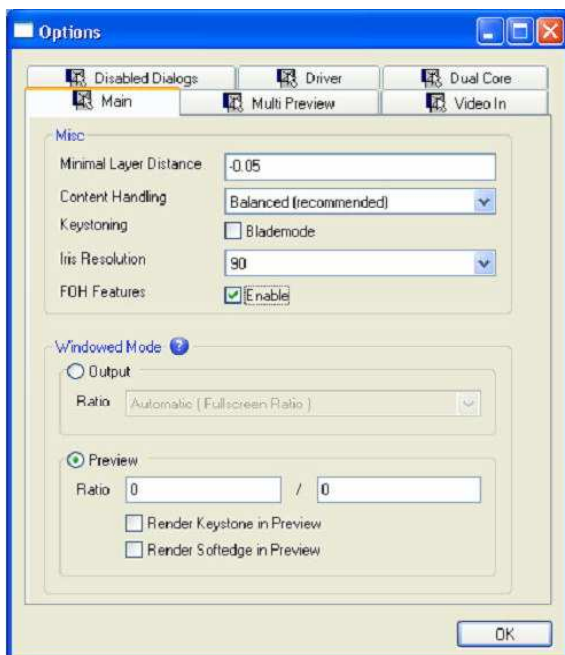 Options
Disabled Dialogs Driver Dual Core
Main Multi Preview Video In
Misc
Minimal Layer Distance -0.05
Content Handling Balanced (recommended)
Keystoning Blademode
Iris Resolution 90
FOH Features Enable
Windowed Mode ?
Output
Ratio Automatic ( Fullscreen Ratio )
Preview
Ratio 0 / 0
Render Keystone in Preview
Render Softedge in Preview
OK